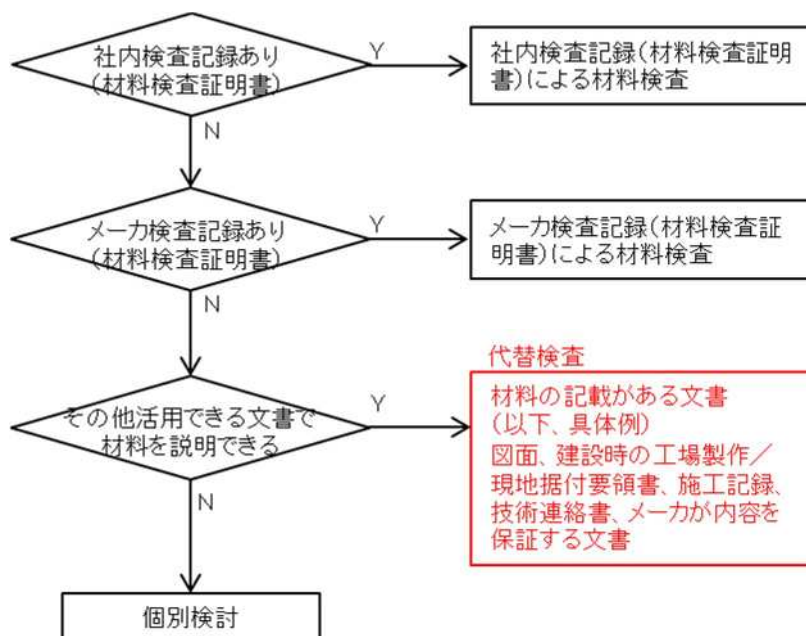 社内検査記録あり
(材料検査証明書)
Y
社内検査記録(材料検査証明
書)による材料検査
N
メーカ検査記録あり
(材料検査証明書)
Y
メーカ検査記録(材料検査証
明書)による材料検査
N
代替検査
その他活用できる文書で
材料を説明できる
Y
材料の記載がある文書
(以下、具体例)
図面、建設時の工場製作/
現地据付要領書、施工記録、
技術連絡書、メーカが内容を
保証する文書
N
個別検討